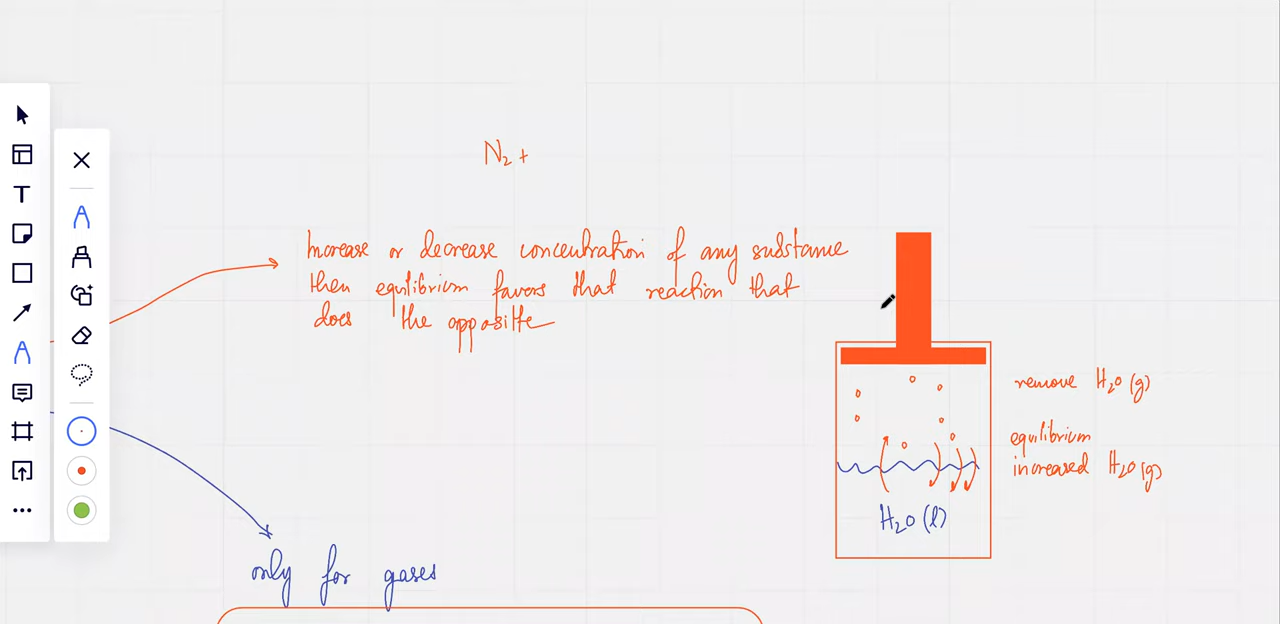 N₂ +
Increase or decrease concentration of any substance
then equilibrium favors that reaction that
does the oppositte
remove H₂O (g)
equilibrium
increased H₂O (g)
H₂O (l)
only for gases
T